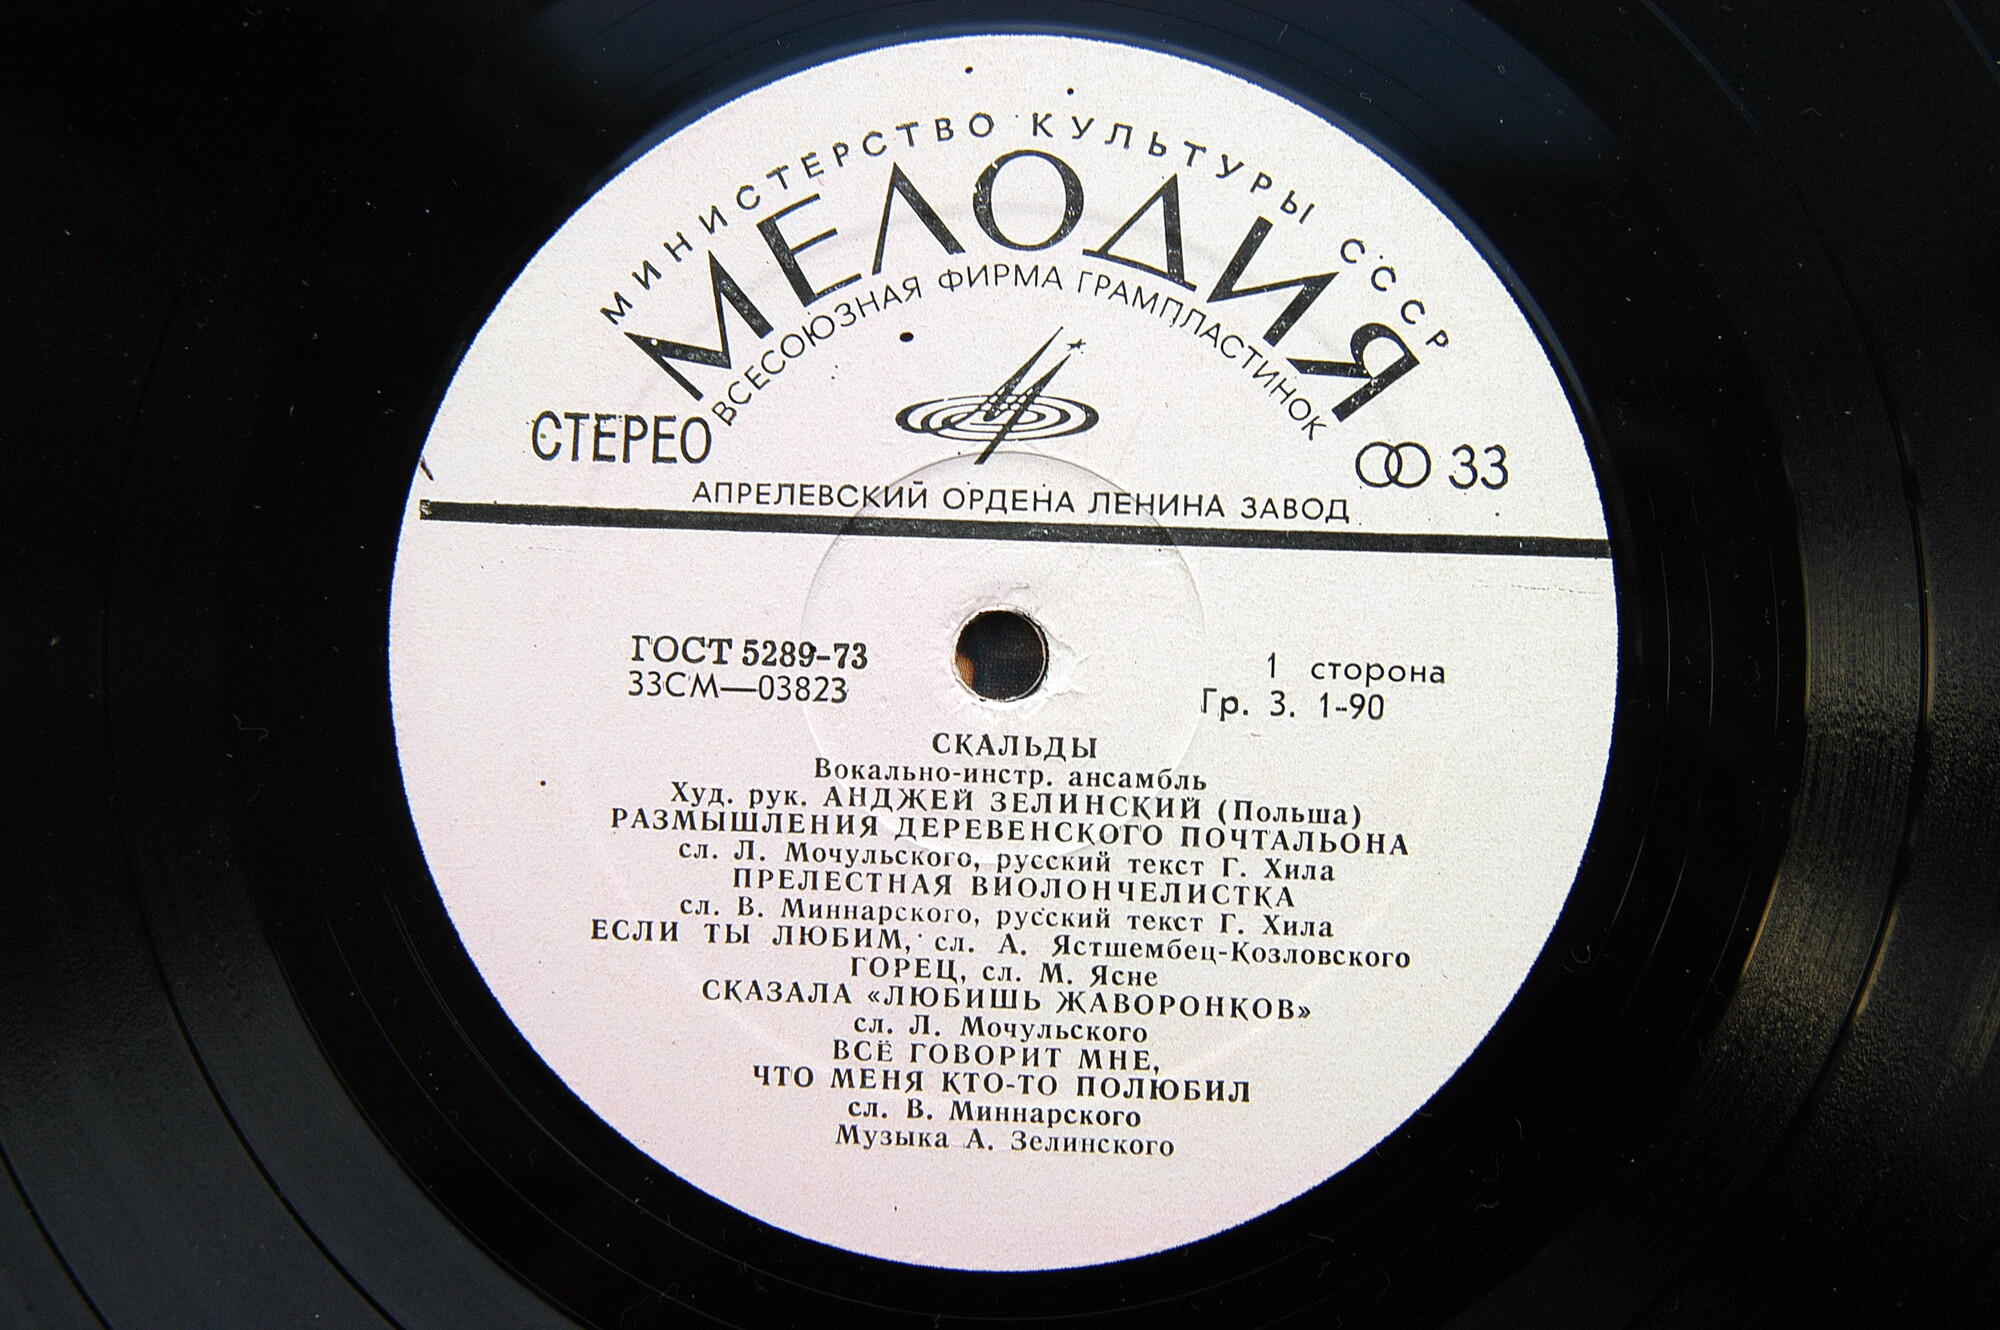 МИНИСТЕРСТВО КУЛЬТУРЫ СССР
МЕЛОДИЯ
ВСЕСОЮЗНАЯ ФИРМА ГРАМПЛАСТИНОК
СТЕРЕО
33
АПРЕЛЕВСКИЙ ОРДЕНА ЛЕНИНА ЗАВОД
ГОСТ 5289-73
33СМ—03823
1 сторона
Гр. 3. 1-90
СКАЛЬДЫ
Вокально-инстр. ансамбль
Худ. рук. АНДЖЕЙ ЗЕЛИНСКИЙ (Польша)
РАЗМЫШЛЕНИЯ ДЕРЕВЕНСКОГО ПОЧТАЛЬОНА
сл. Л. Мочульского, русский текст Г. Хила
ПРЕЛЕСТНАЯ ВИОЛОНЧЕЛИСТКА
сл. В. Миннарского, русский текст Г. Хила
ЕСЛИ ТЫ ЛЮБИМ, сл. А. Ястшембец-Козловского
ГОРЕЦ, сл. М. Ясне
СКАЗАЛА «ЛЮБИШЬ ЖАВОРОНКОВ»
сл. Л. Мочульского
ВСЁ ГОВОРИТ МНЕ,
ЧТО МЕНЯ КТО-ТО ПОЛЮБИЛ
сл. В. Миннарского
Музыка А. Зелинского